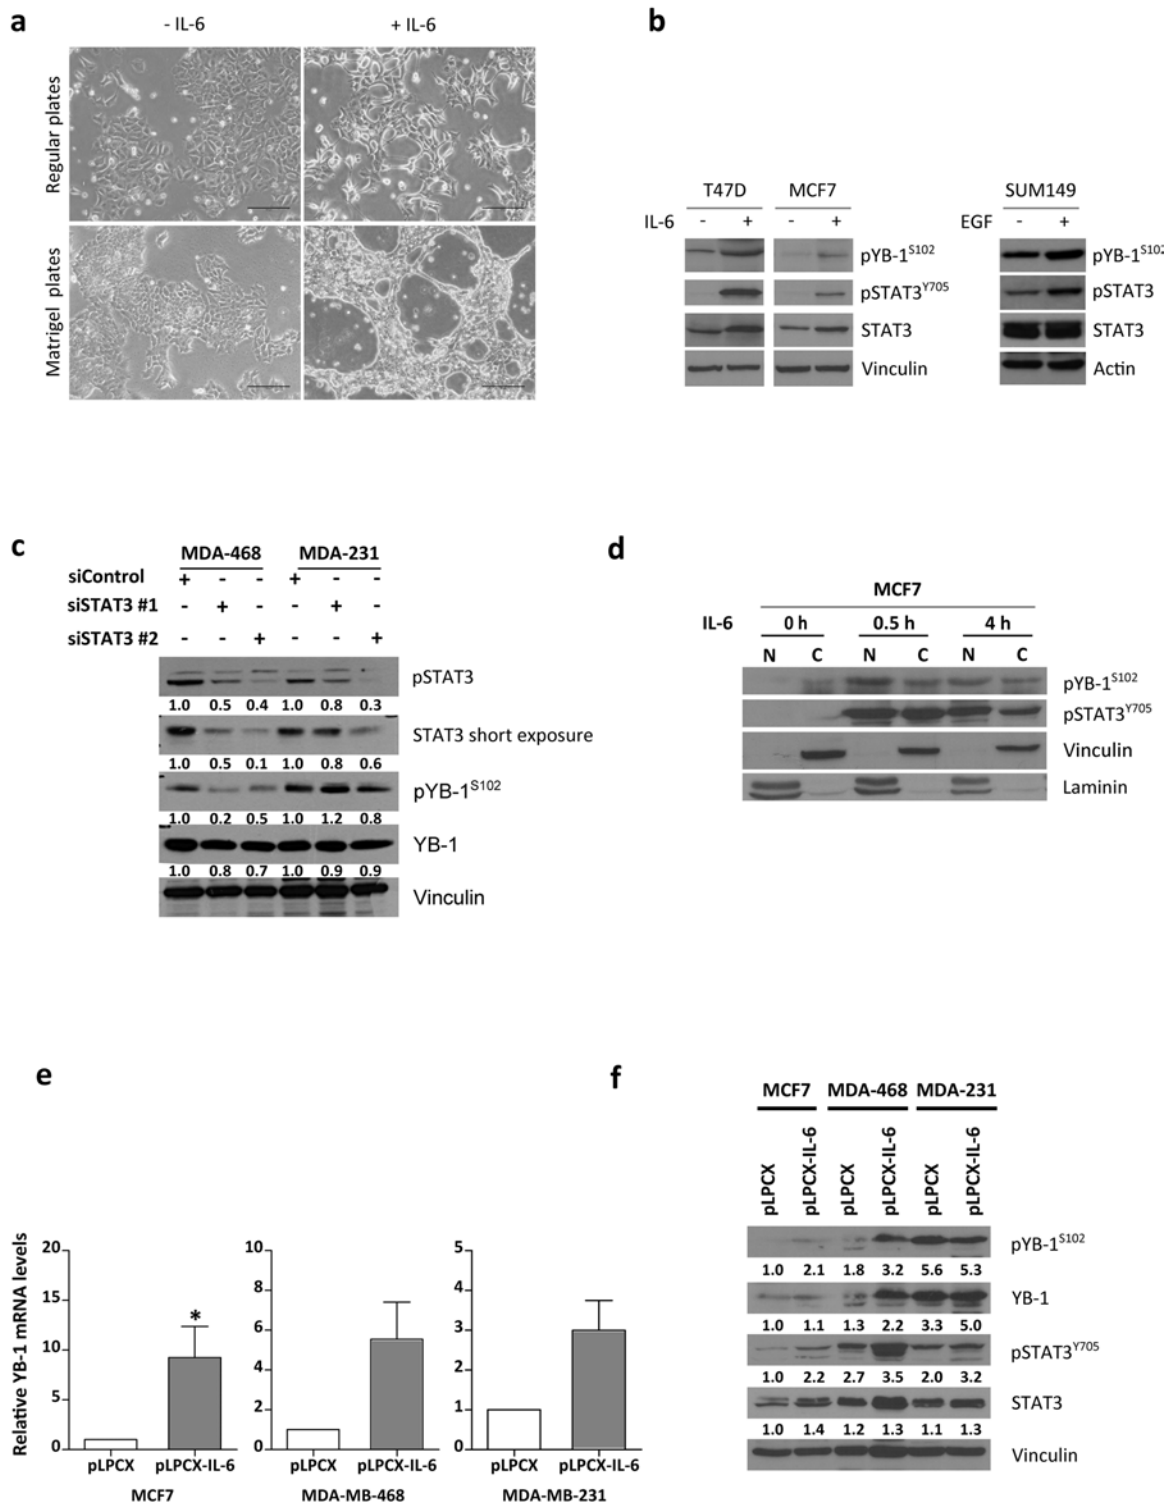 a
- IL-6 + IL-6
Regular plates
Matrigel plates
b
T47D MCF7 SUM149
IL-6 - + - + EGF - +
pYB-1S102 pYB-1S102
pSTAT3Y705 pSTAT3
STAT3 STAT3
Vinculin Actin
c
MDA-468 MDA-231
siControl + - - + - -
siSTAT3 #1 - + - - + -
siSTAT3 #2 - - + - - +
pSTAT3
1.0 0.5 0.4 1.0 0.8 0.3
STAT3 short exposure
1.0 0.5 0.1 1.0 0.8 0.6
pYB-1S102
1.0 0.2 0.5 1.0 1.2 0.8
YB-1
1.0 0.8 0.7 1.0 0.9 0.9
Vinculin
d
MCF7
IL-6 0 h 0.5 h 4 h
N C N C N C
pYB-1S102
pSTAT3Y705
Vinculin
Laminin
e
Relative YB-1 mRNA levels
20
15
10
5
0
*
pLPCX pLPCX-IL-6
MCF7
10
8
6
4
2
0
pLPCX pLPCX-IL-6
MDA-MB-468
5
4
3
2
1
0
pLPCX pLPCX-IL-6
MDA-MB-231
f
MCF7 MDA-468 MDA-231
pLPCX pLPCX-IL-6 pLPCX pLPCX-IL-6 pLPCX pLPCX-IL-6
pYB-1S102
1.0 2.1 1.8 3.2 5.6 5.3
YB-1
1.0 1.1 1.3 2.2 3.3 5.0
pSTAT3Y705
1.0 2.2 2.7 3.5 2.0 3.2
STAT3
1.0 1.4 1.2 1.3 1.1 1.3
Vinculin